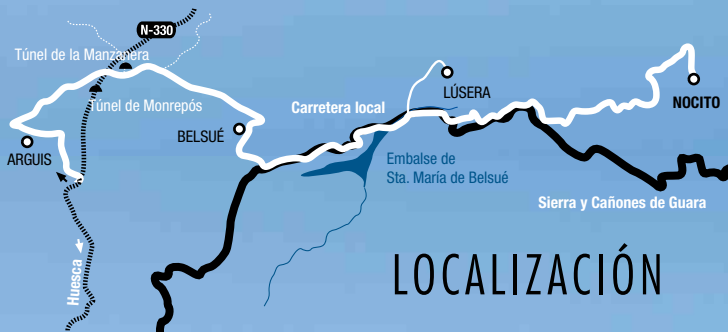 N-330
Túnel de la Manzanera
Túnel de Monrepós
LÚSERA
NOCITO
Carretera local
BELSUÉ
ARGUIS
Embalse de
Sta. María de Belsué
Sierra y Cañones de Guara
Huesca
LOCALIZACIÓN